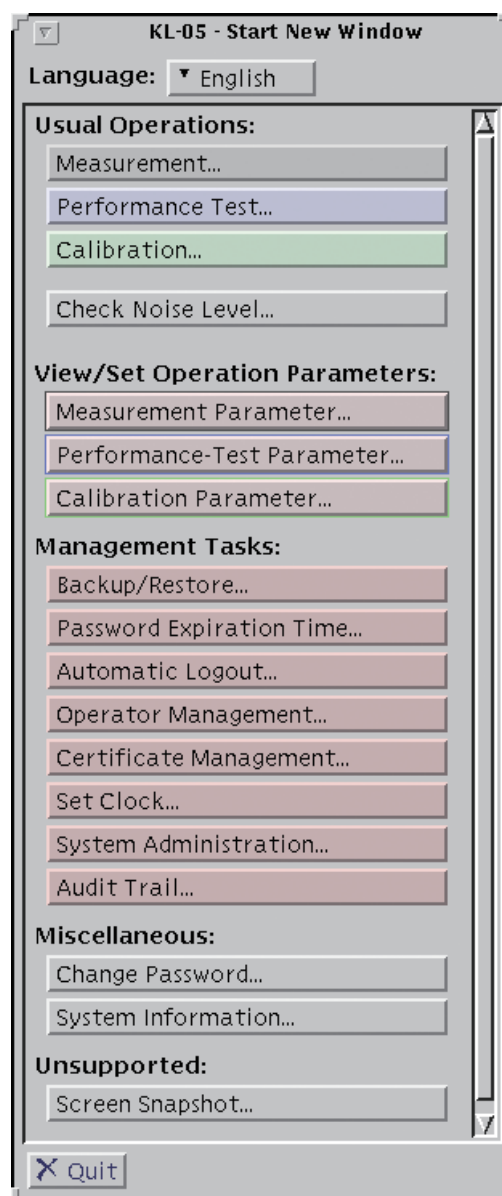 KL-05 - Start New Window
Language: English
Usual Operations:
Measurement...
Performance Test...
Calibration...
Check Noise Level...
View/Set Operation Parameters:
Measurement Parameter...
Performance-Test Parameter...
Calibration Parameter...
Management Tasks:
Backup/Restore...
Password Expiration Time...
Automatic Logout...
Operator Management...
Certificate Management...
Set Clock...
System Administration...
Audit Trail...
Miscellaneous:
Change Password...
System Information...
Unsupported:
Screen Snapshot...
Quit